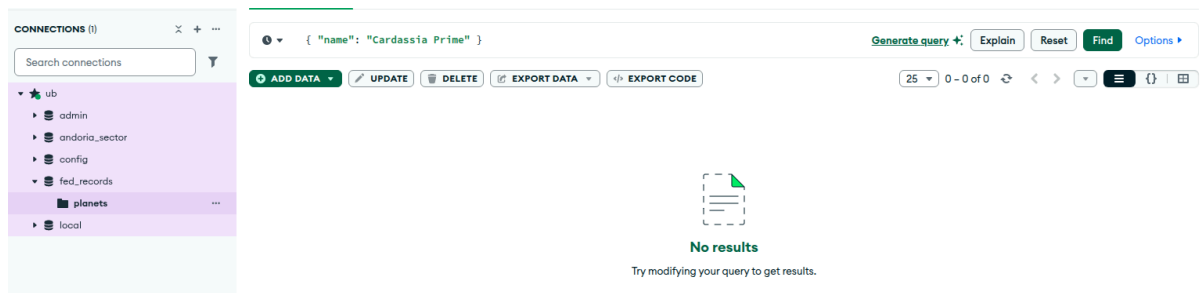 CONNECTIONS (1)
Search connections
ub
admin
andoria_sector
config
fed_records
planets
local
{ "name": "Cardassia Prime" }
Generate query
Explain
Reset
Find
Options
ADD DATA
UPDATE
DELETE
EXPORT DATA
EXPORT CODE
25
0 – 0 of 0
{}
No results
Try modifying your query to get results.